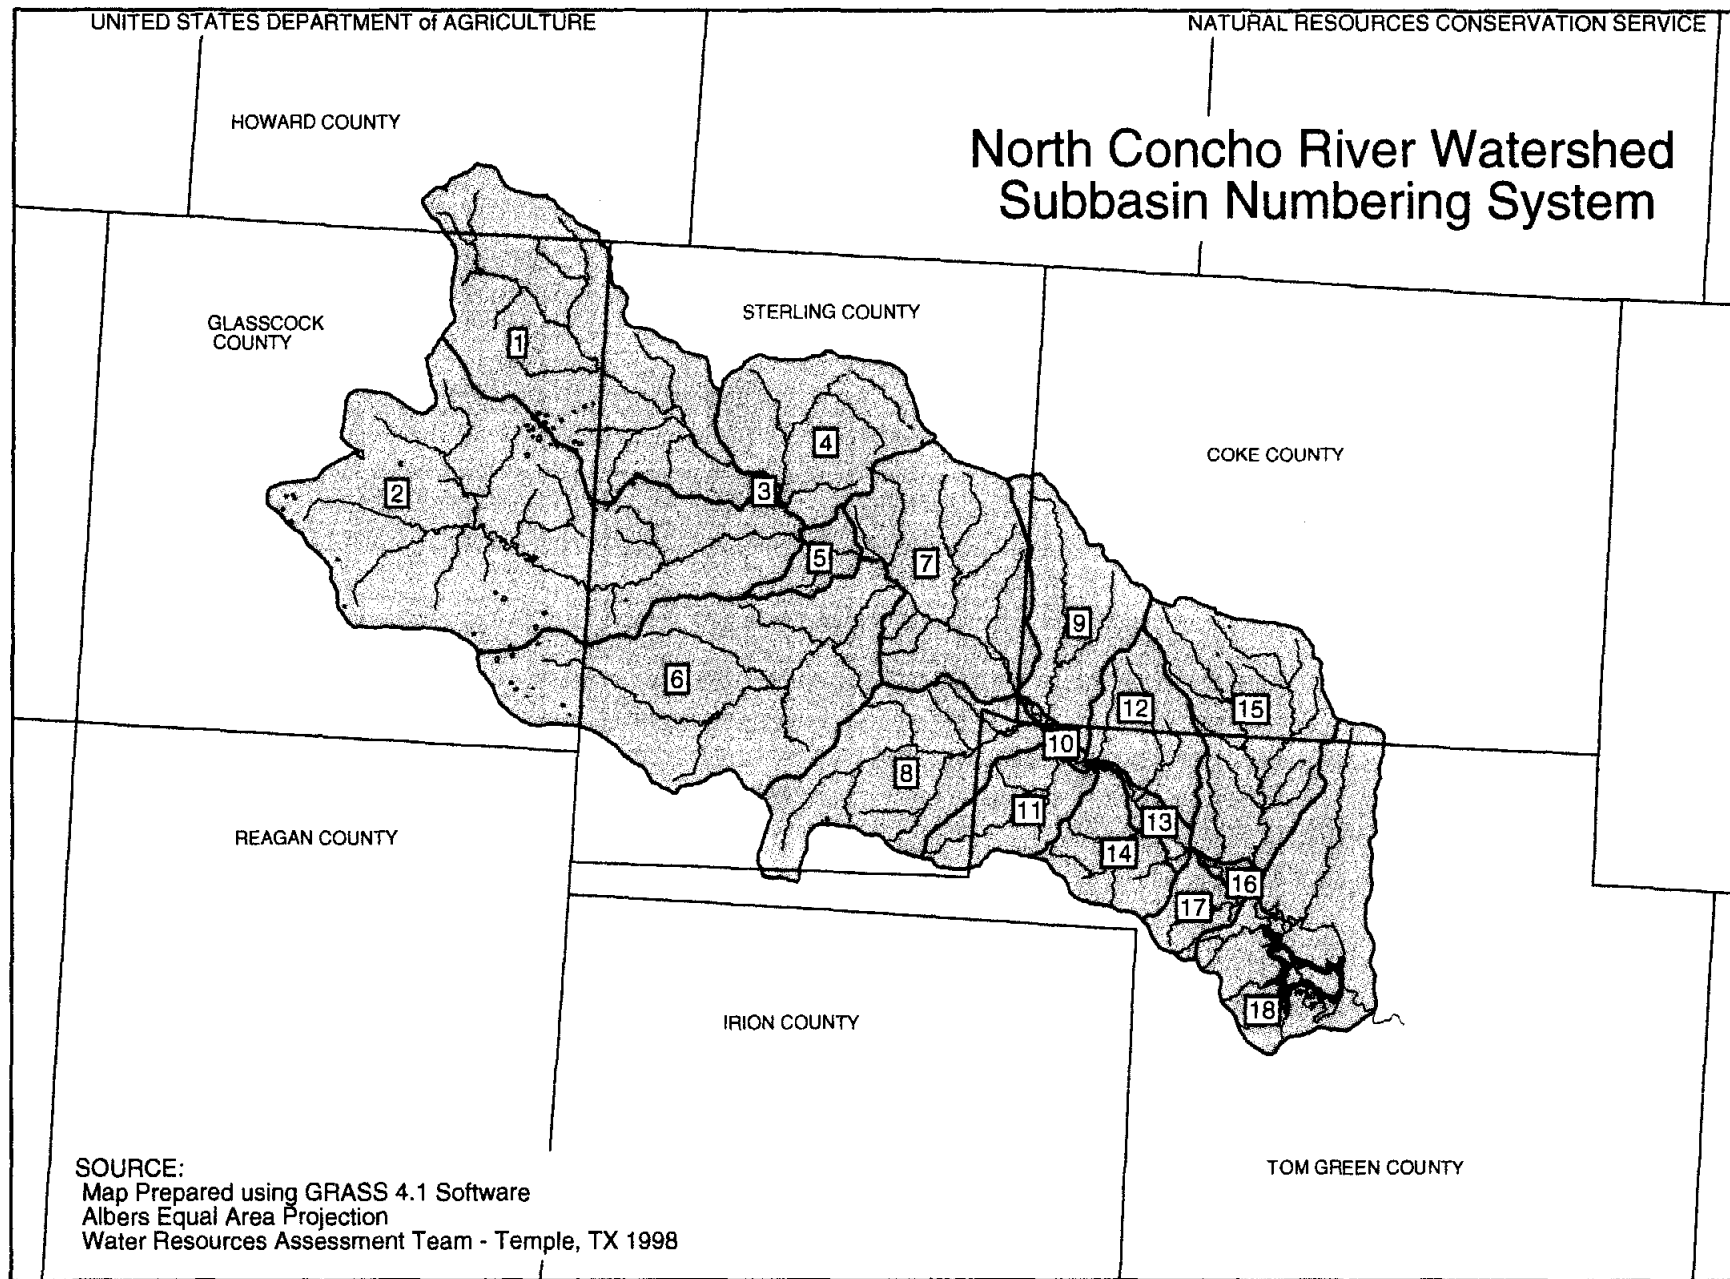 UNITED STATES DEPARTMENT of AGRICULTURE
NATURAL RESOURCES CONSERVATION SERVICE
HOWARD COUNTY
North Concho River Watershed
Subbasin Numbering System
STERLING COUNTY
GLASSCOCK
COUNTY
1
4
COKE COUNTY
2
3
5
7
9
6
12
15
10
8
11
13
REAGAN COUNTY
14
16
17
18
IRION COUNTY
TOM GREEN COUNTY
SOURCE:
Map Prepared using GRASS 4.1 Software
Albers Equal Area Projection
Water Resources Assessment Team - Temple, TX 1998